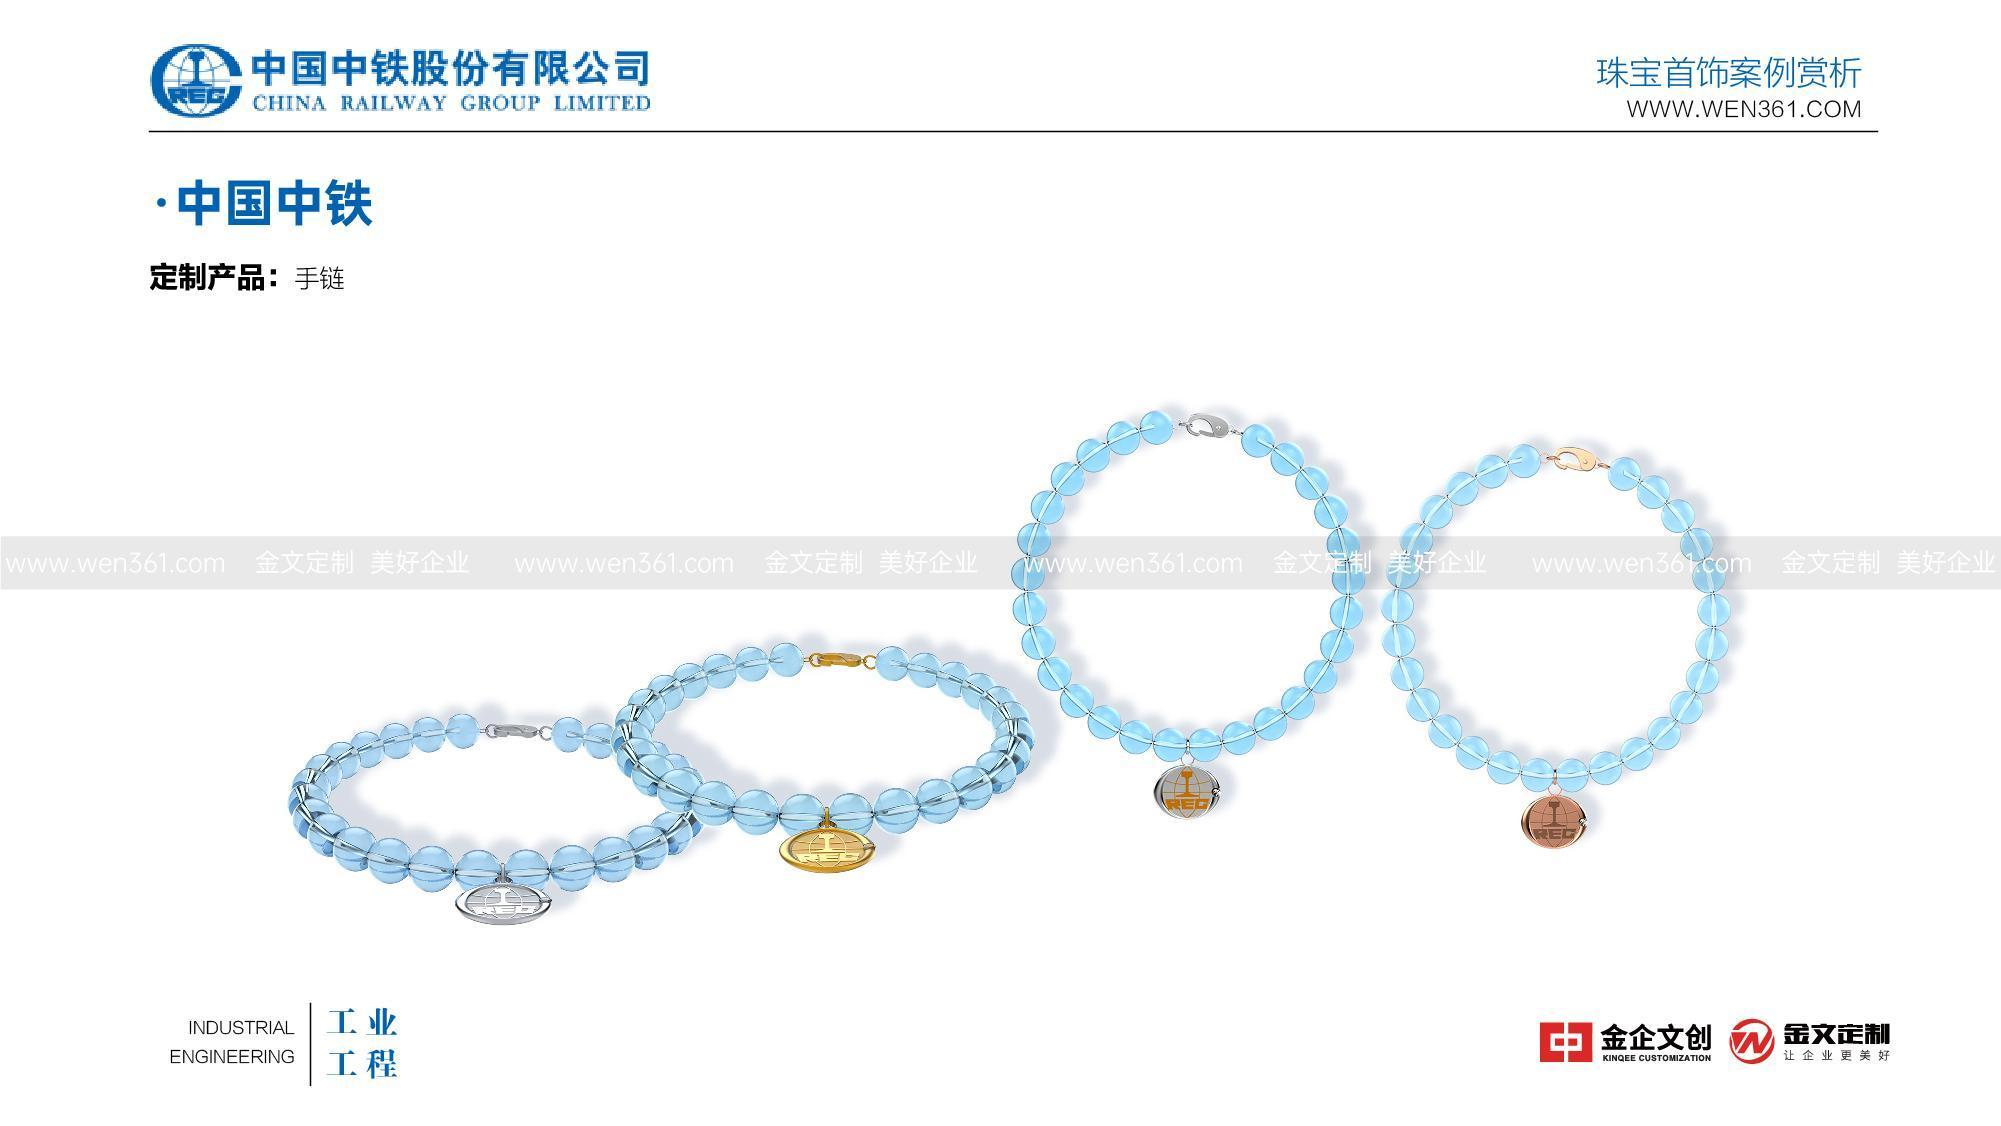 中国中铁股份有限公司
CHINA RAILWAY GROUP LIMITED
REG
珠宝首饰案例赏析
WWW.WEN361.COM
·中国中铁
定制产品：手链
www.wen361.com 金文定制 美好企业 www.wen361.com 金文定制 美好企业 www.wen361.com 金文定制 美好企业 www.wen361.com 金文定制 美好企业
REG
REG
REG
REG
INDUSTRIAL
ENGINEERING
工业
工程
金企文创
KINQEE CUSTOMIZATION
金文定制
让企业更美好